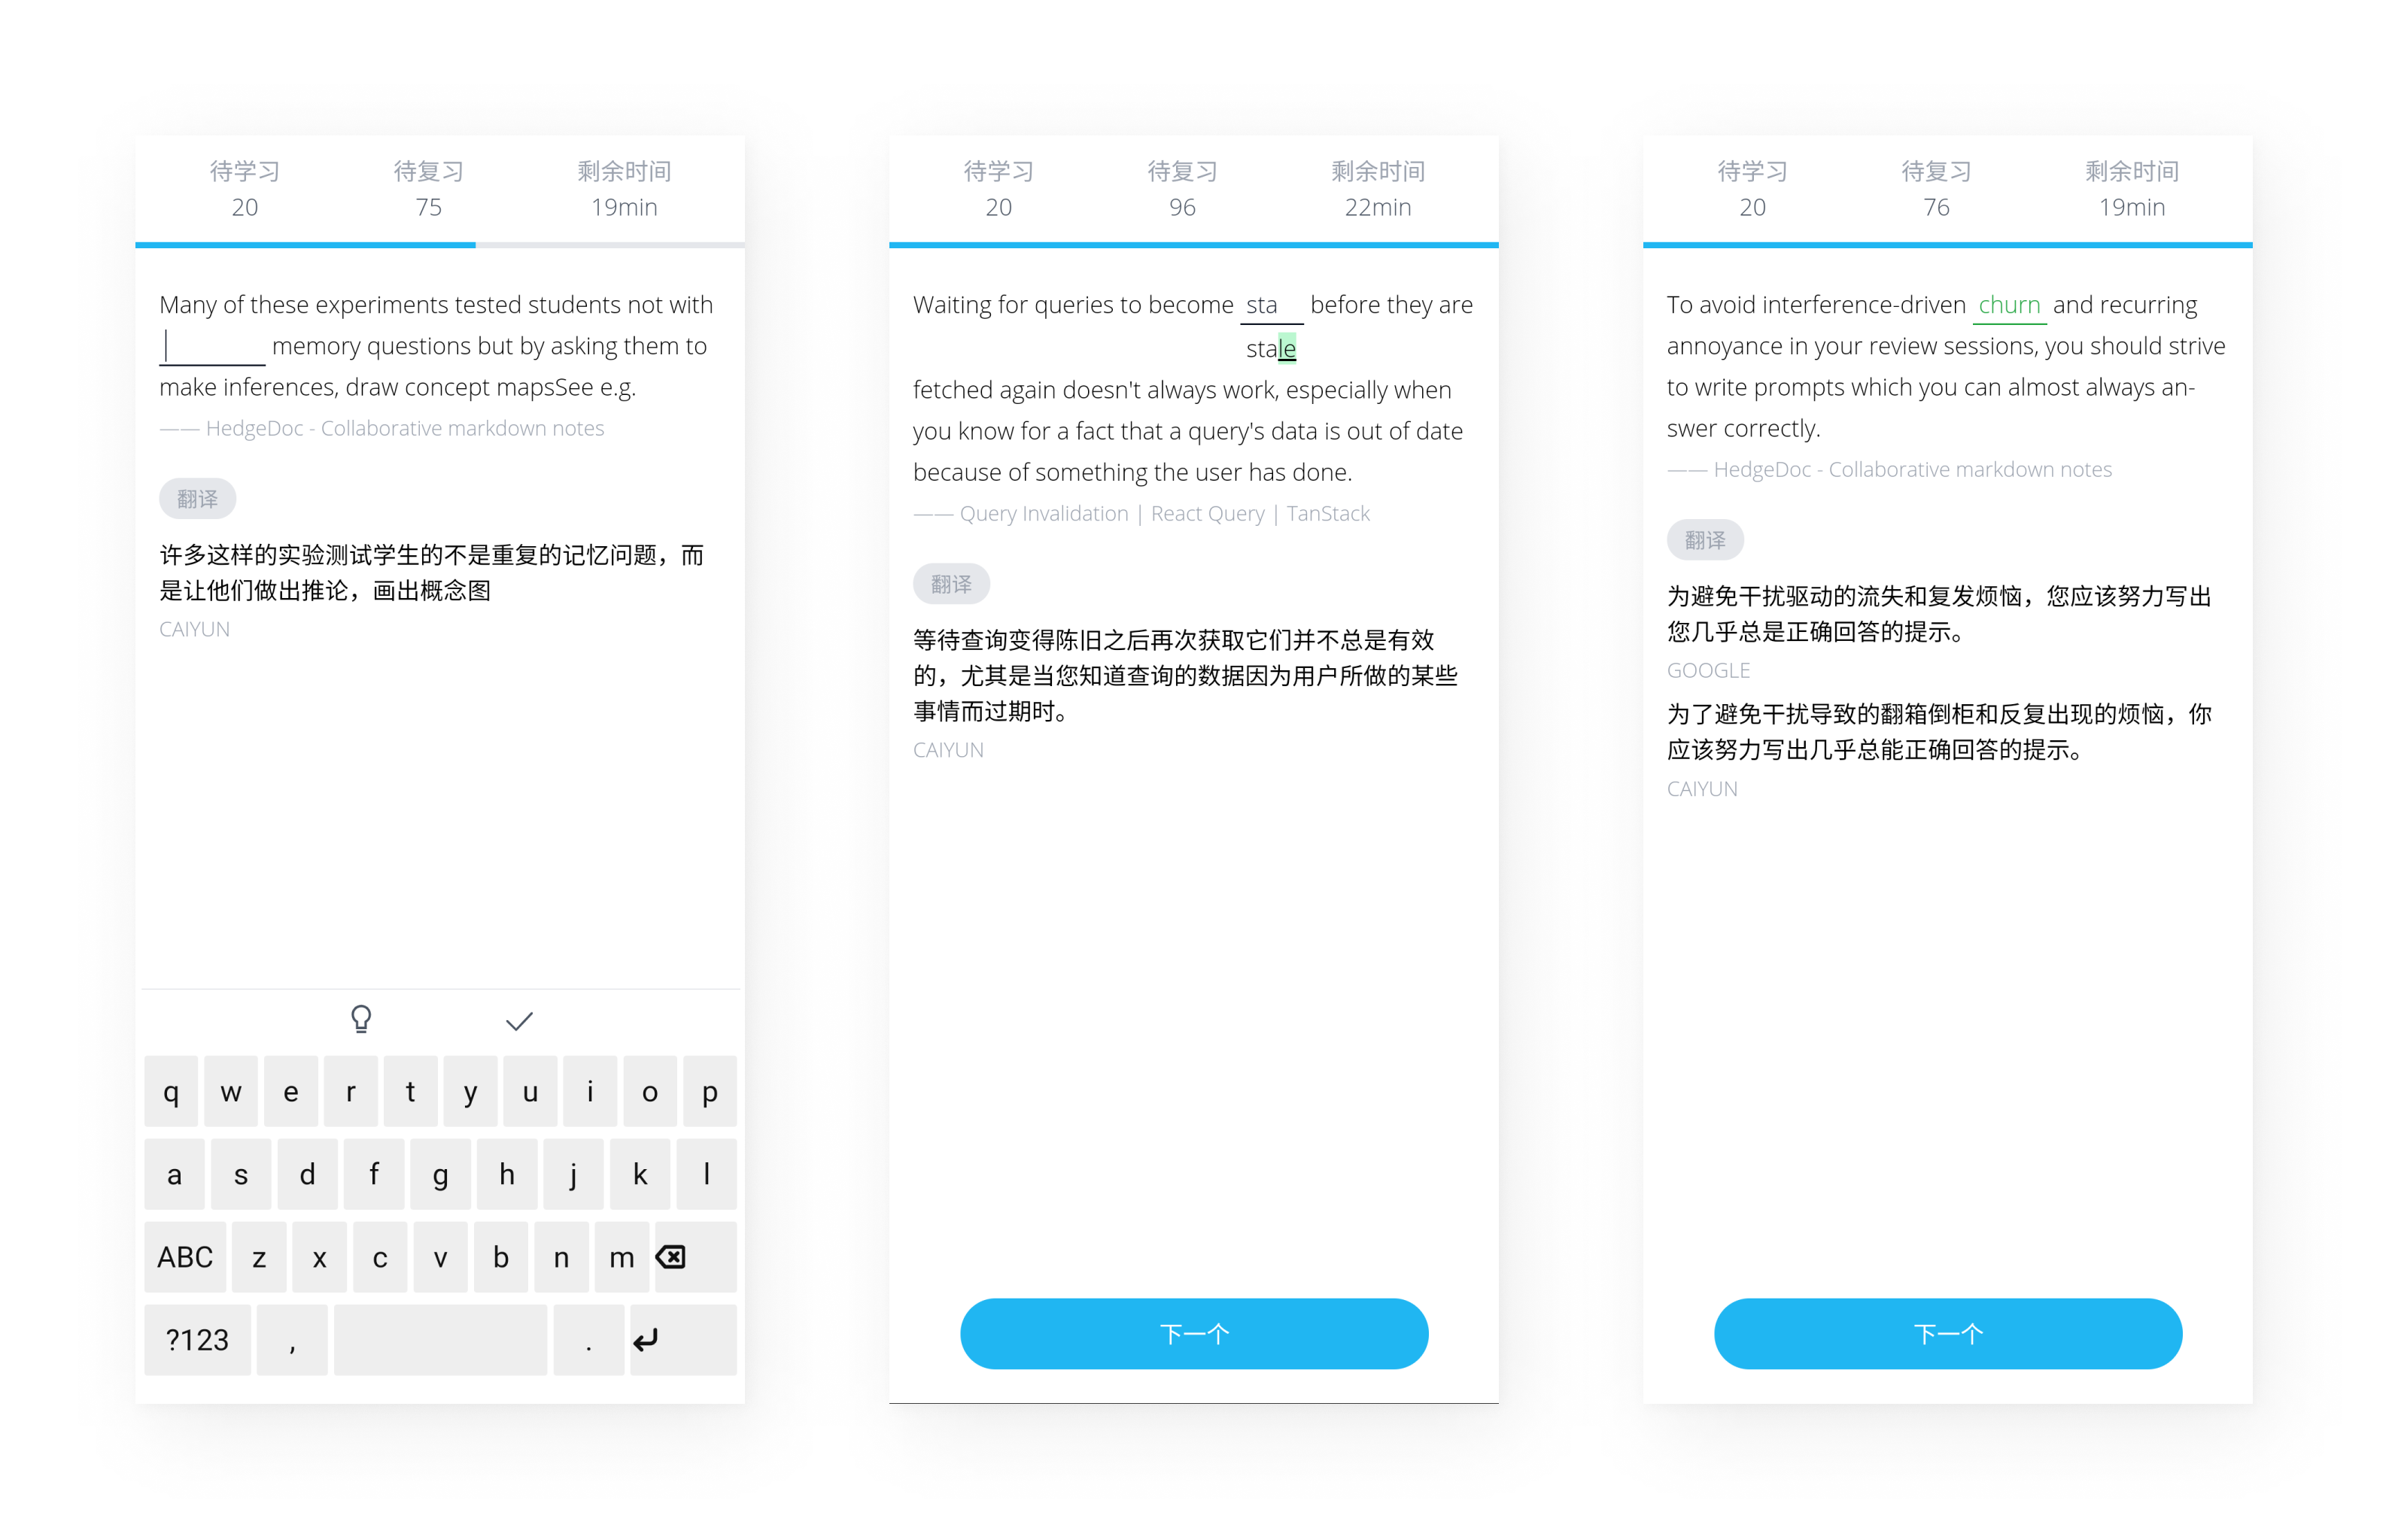 待学习 待复习 剩余时间
20 75 19min
Many of these experiments tested students not with
memory questions but by asking them to
make inferences, draw concept mapsSee e.g.
—— HedgeDoc - Collaborative markdown notes
翻译
许多这样的实验测试学生的不是重复的记忆问题，而
是让他们做出推论，画出概念图
CAIYUN
q w e r t y u i o p
a s d f g h j k l
ABC z x c v b n m
?123 , .
待学习 待复习 剩余时间
20 96 22min
Waiting for queries to become sta before they are
stale
fetched again doesn't always work, especially when
you know for a fact that a query's data is out of date
because of something the user has done.
—— Query Invalidation | React Query | TanStack
翻译
等待查询变得陈旧之后再次获取它们并不总是有效
的，尤其是当您知道查询的数据因为用户所做的某些
事情而过期时。
CAIYUN
下一个
待学习 待复习 剩余时间
20 76 19min
To avoid interference-driven churn and recurring
annoyance in your review sessions, you should strive
to write prompts which you can almost always an-
swer correctly.
—— HedgeDoc - Collaborative markdown notes
翻译
为避免干扰驱动的流失和复发烦恼，您应该努力写出
您几乎总是正确回答的提示。
GOOGLE
为了避免干扰导致的翻箱倒柜和反复出现的烦恼，你
应该努力写出几乎总能正确回答的提示。
CAIYUN
下一个